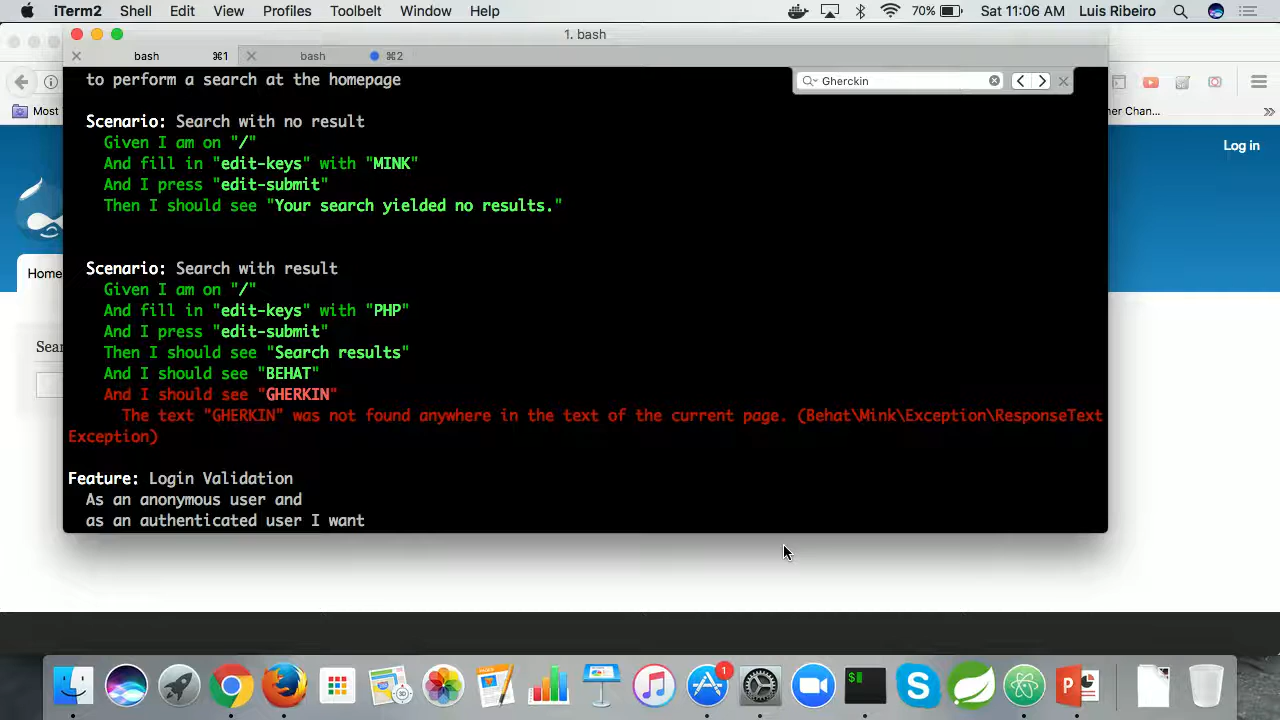 iTerm2 Shell Edit View Profiles Toolbelt Window Help 70% Sat 11:06 AM Luis Ribeiro
1. bash
bash ⌘1 bash ⌘2
Gherckin
to perform a search at the homepage
Most
ner Chan...
Scenario: Search with no result
Given I am on "/"
Log in
And fill in "edit-keys" with "MINK"
And I press "edit-submit"
Then I should see "Your search yielded no results."
Scenario: Search with result
Home
Given I am on "/"
And fill in "edit-keys" with "PHP"
And I press "edit-submit"
Sear
Then I should see "Search results"
And I should see "BEHAT"
And I should see "GHERKIN"
The text "GHERKIN" was not found anywhere in the text of the current page. (Behat\Mink\Exception\ResponseText
Exception)
Feature: Login Validation
As an anonymous user and
as an authenticated user I want
1
$
S
P